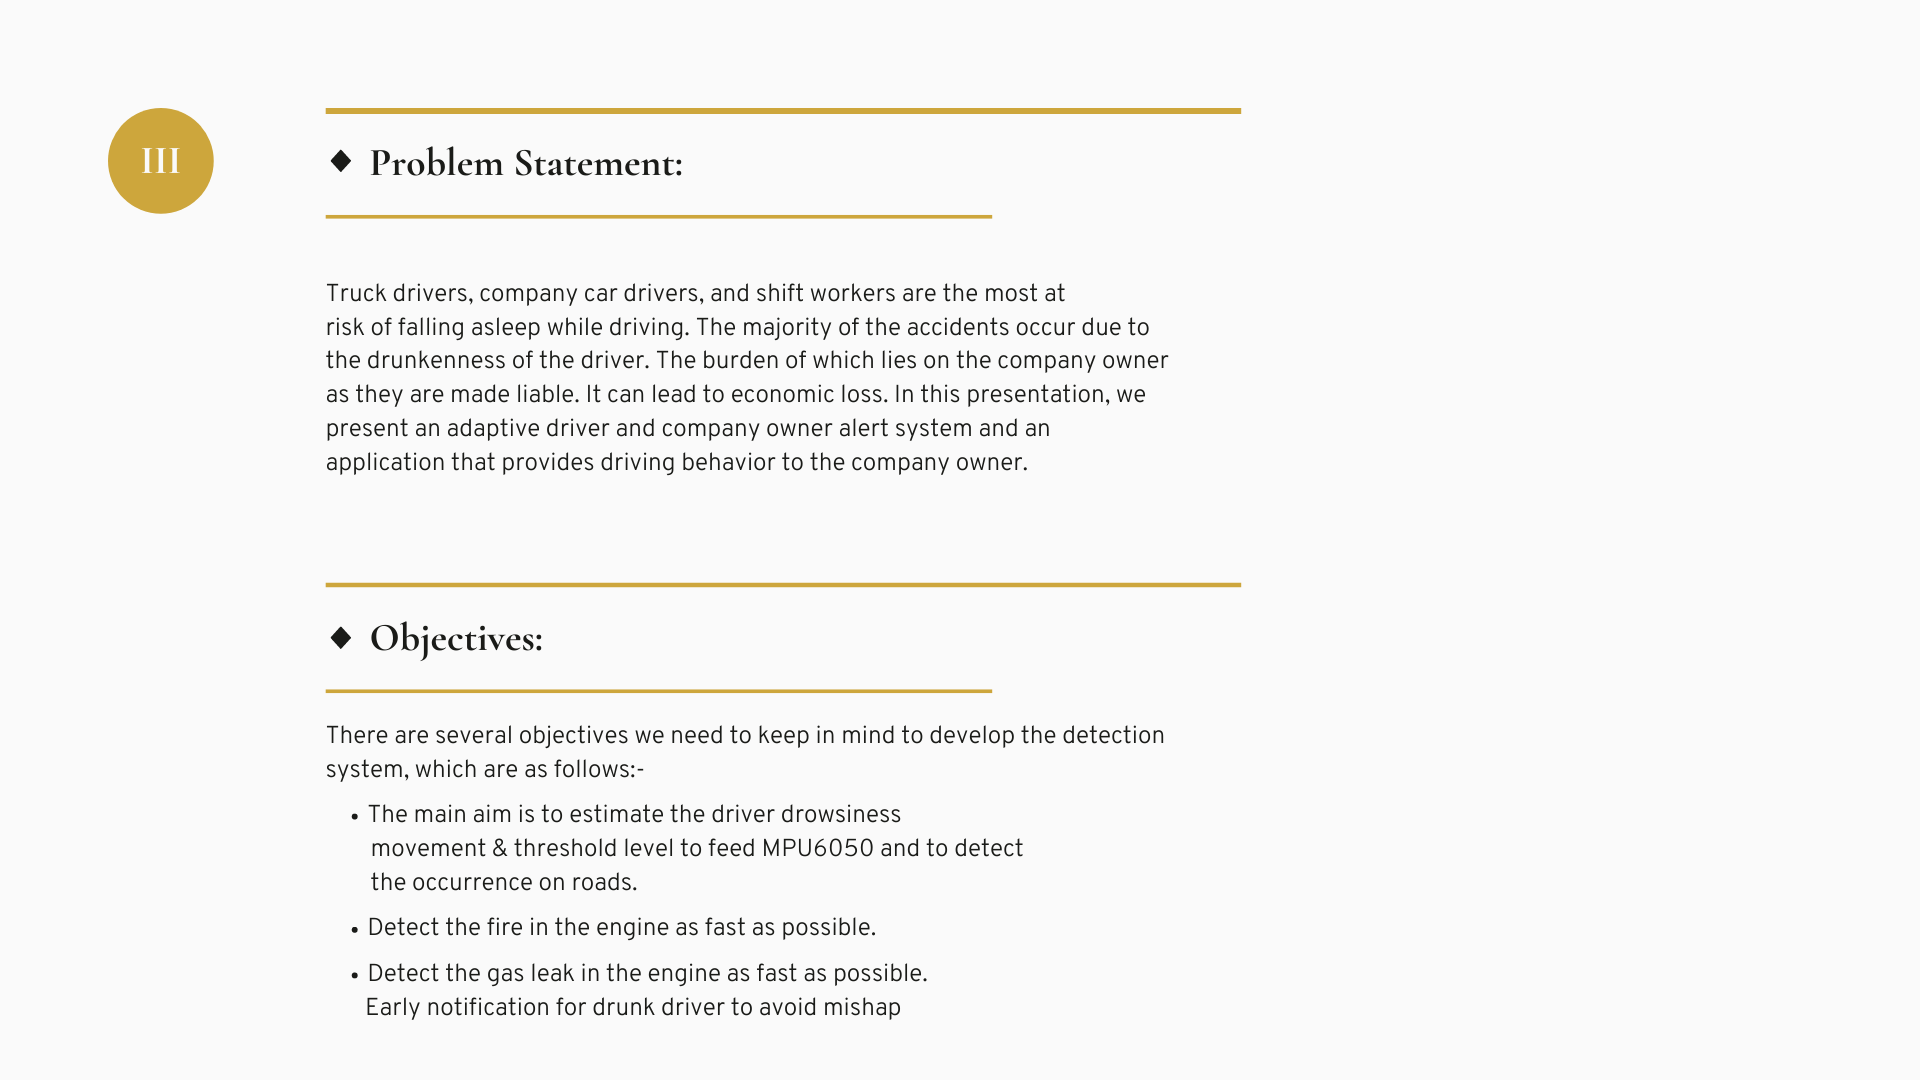 III
◆ Problem Statement:
Truck drivers, company car drivers, and shift workers are the most at
risk of falling asleep while driving. The majority of the accidents occur due to
the drunkenness of the driver. The burden of which lies on the company owner
as they are made liable. It can lead to economic loss. In this presentation, we
present an adaptive driver and company owner alert system and an
application that provides driving behavior to the company owner.
◆ Objectives:
There are several objectives we need to keep in mind to develop the detection
system, which are as follows:-
• The main aim is to estimate the driver drowsiness
movement & threshold level to feed MPU6050 and to detect
the occurrence on roads.
• Detect the fire in the engine as fast as possible.
• Detect the gas leak in the engine as fast as possible.
Early notification for drunk driver to avoid mishap